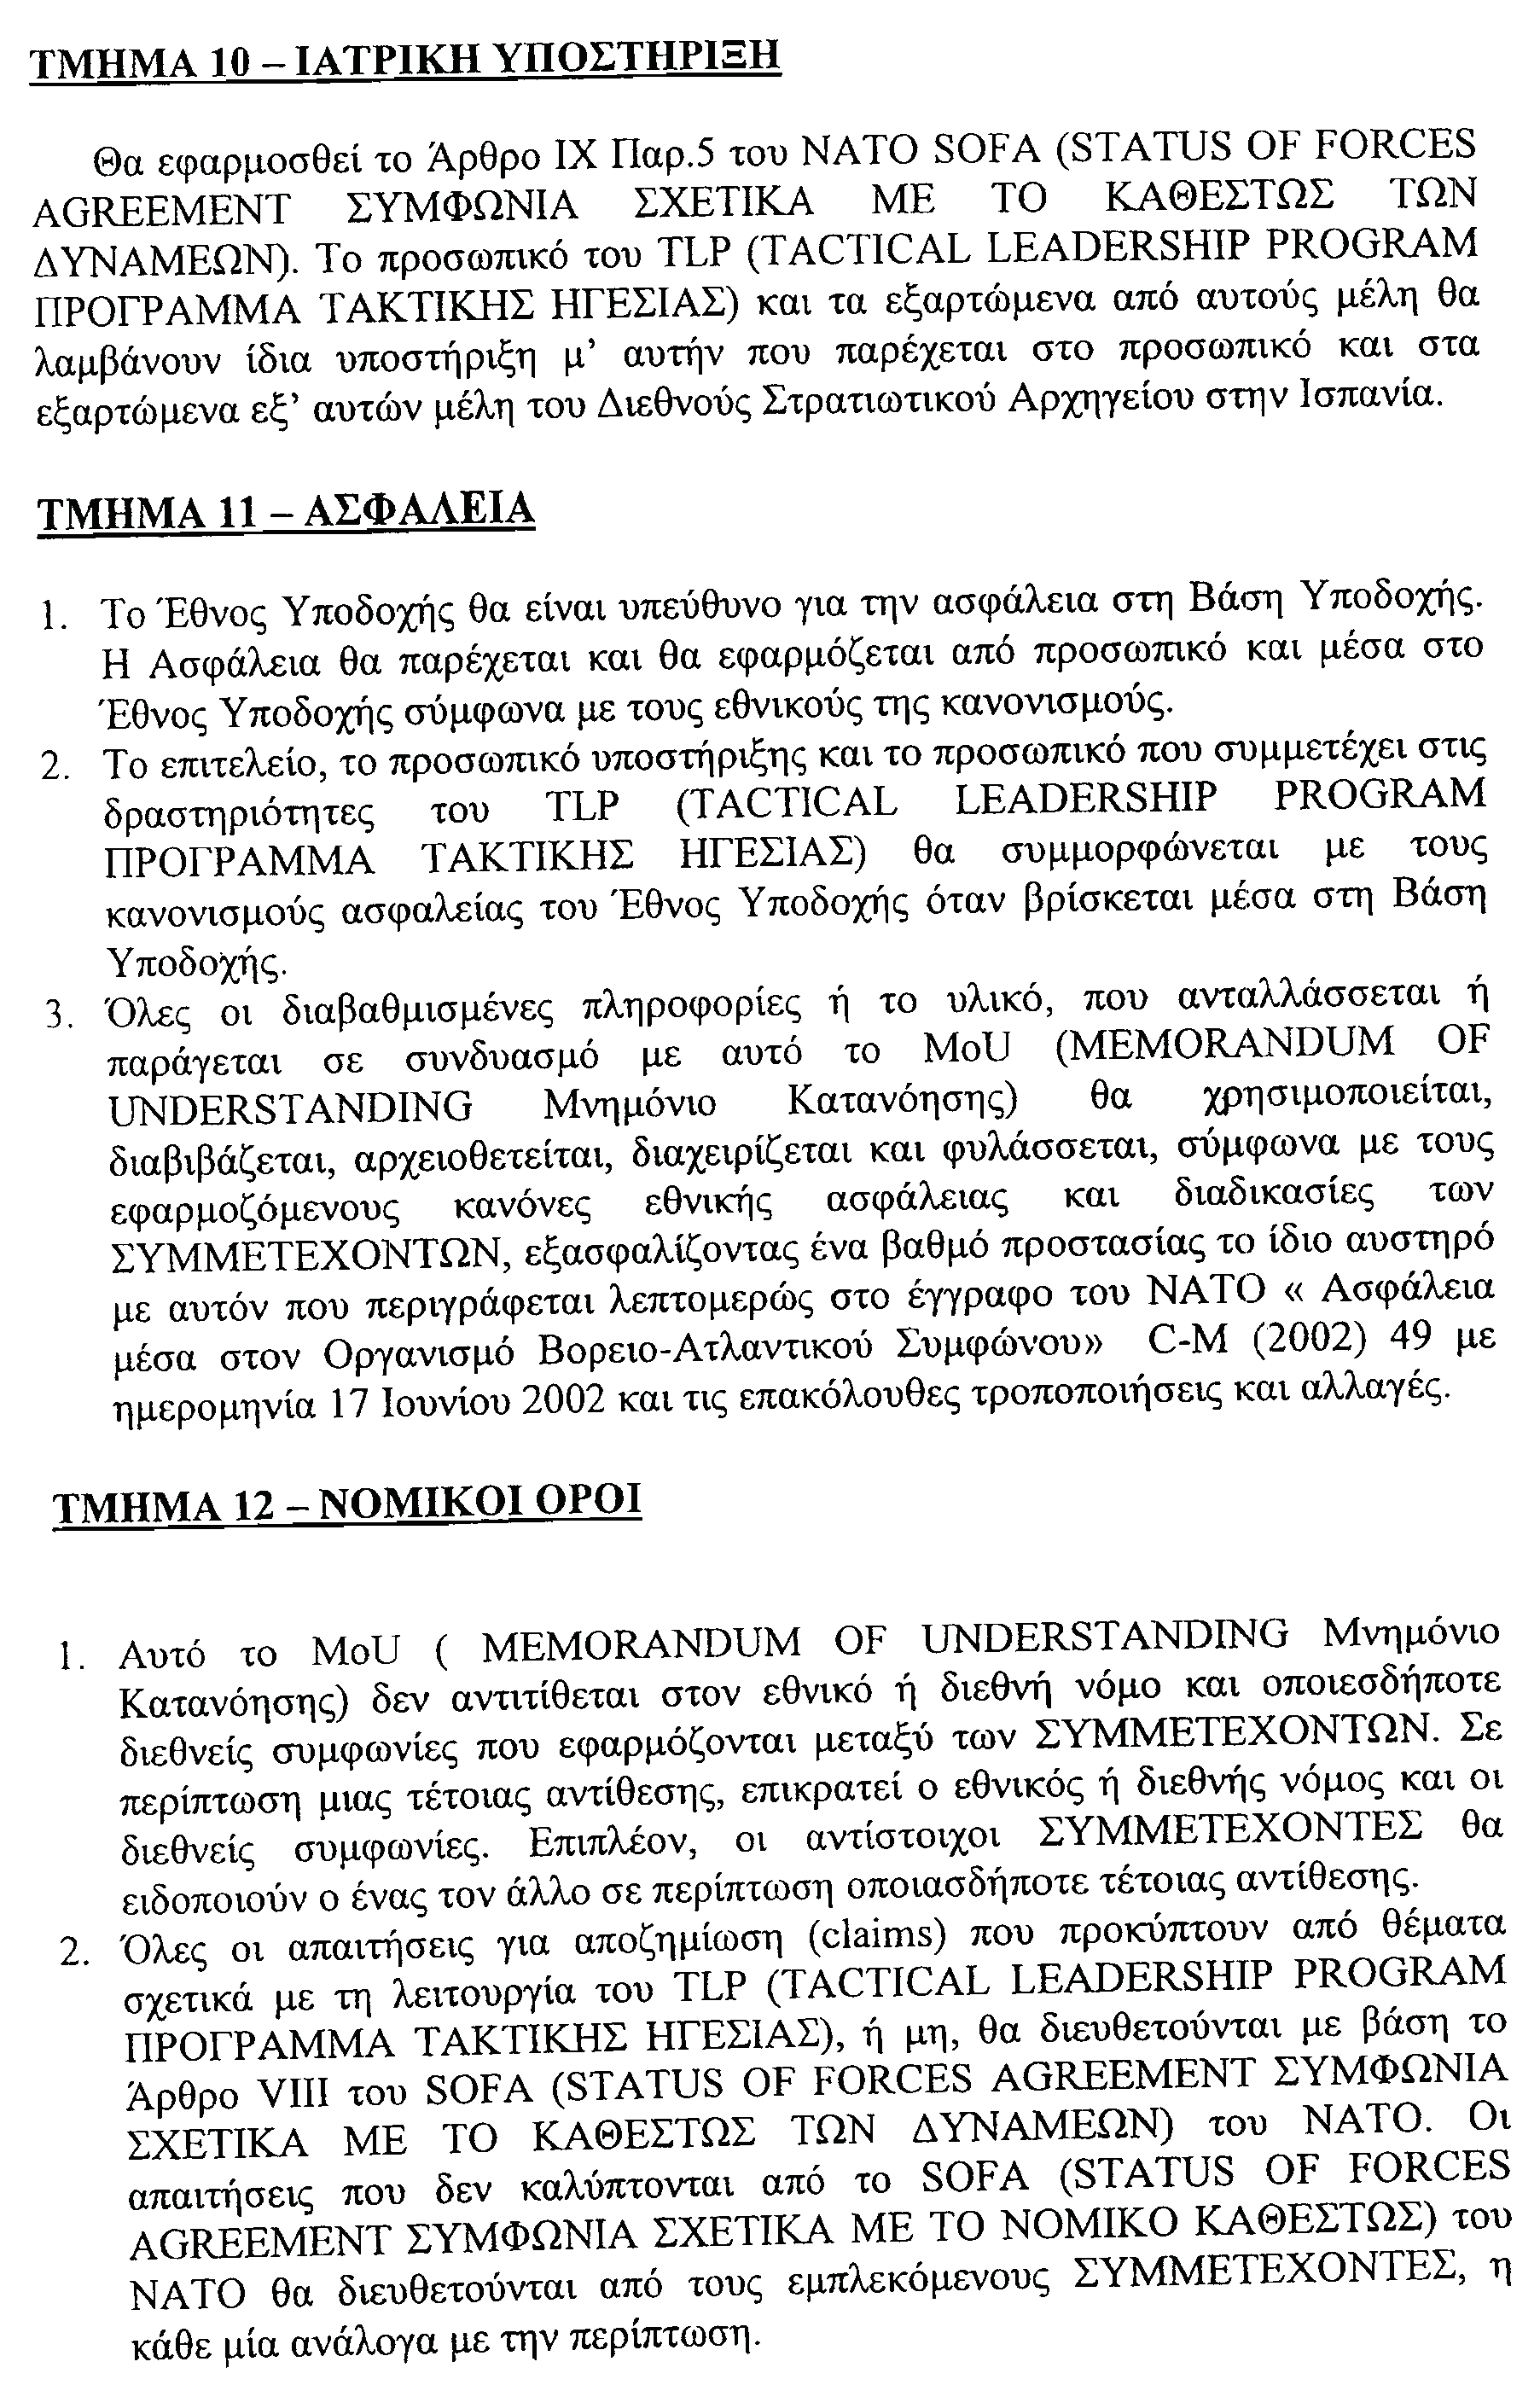 ΤΜΗΜΑ 10 – ΙΑΤΡΙΚΗ ΥΠΟΣΤΗΡΙΞΗ
Θα εφαρμοσθεί το Άρθρο ΙΧ Παρ.5 του ΝΑΤΟ SOFA (STATUS OF FORCES
AGREEMENT ΣΥΜΦΩΝΙΑ ΣΧΕΤΙΚΑ ΜΕ ΤΟ ΚΑΘΕΣΤΩΣ ΤΩΝ
ΔΥΝΑΜΕΩΝ). Το προσωπικό του TLP (TACTICAL LEADERSHIP PROGRAM
ΠΡΟΓΡΑΜΜΑ ΤΑΚΤΙΚΗΣ ΗΓΕΣΙΑΣ) και τα εξαρτώμενα από αυτούς μέλη θα
λαμβάνουν ίδια υποστήριξη μ’ αυτήν που παρέχεται στο προσωπικό και στα
εξαρτώμενα εξ’ αυτών μέλη του Διεθνούς Στρατιωτικού Αρχηγείου στην Ισπανία.
ΤΜΗΜΑ 11 – ΑΣΦΑΛΕΙΑ
1. Το Έθνος Υποδοχής θα είναι υπεύθυνο για την ασφάλεια στη Βάση Υποδοχής.
Η Ασφάλεια θα παρέχεται και θα εφαρμόζεται από προσωπικό και μέσα στο
Έθνος Υποδοχής σύμφωνα με τους εθνικούς της κανονισμούς.
2. Το επιτελείο, το προσωπικό υποστήριξης και το προσωπικό που συμμετέχει στις
δραστηριότητες του TLP (TACTICAL LEADERSHIP PROGRAM
ΠΡΟΓΡΑΜΜΑ ΤΑΚΤΙΚΗΣ ΗΓΕΣΙΑΣ) θα συμμορφώνεται με τους
κανονισμούς ασφαλείας του Έθνος Υποδοχής όταν βρίσκεται μέσα στη Βάση
Υποδοχής.
3. Όλες οι διαβαθμισμένες πληροφορίες ή το υλικό, που ανταλλάσσεται ή
παράγεται σε συνδυασμό με αυτό το MoU (MEMORANDUM OF
UNDERSTANDING Μνημόνιο Κατανόησης) θα χρησιμοποιείται,
διαβιβάζεται, αρχειοθετείται, διαχειρίζεται και φυλάσσεται, σύμφωνα με τους
εφαρμοζόμενους κανόνες εθνικής ασφάλειας και διαδικασίες των
ΣΥΜΜΕΤΕΧΟΝΤΩΝ, εξασφαλίζοντας ένα βαθμό προστασίας το ίδιο αυστηρό
με αυτόν που περιγράφεται λεπτομερώς στο έγγραφο του ΝΑΤΟ « Ασφάλεια
μέσα στον Οργανισμό Βορειο-Ατλαντικού Συμφώνου» C-M (2002) 49 με
ημερομηνία 17 Ιουνίου 2002 και τις επακόλουθες τροποποιήσεις και αλλαγές.
ΤΜΗΜΑ 12 – ΝΟΜΙΚΟΙ ΟΡΟΙ
1. Αυτό το MoU ( MEMORANDUM OF UNDERSTANDING Μνημόνιο
Κατανόησης) δεν αντιτίθεται στον εθνικό ή διεθνή νόμο και οποιεσδήποτε
διεθνείς συμφωνίες που εφαρμόζονται μεταξύ των ΣΥΜΜΕΤΕΧΟΝΤΩΝ. Σε
περίπτωση μιας τέτοιας αντίθεσης, επικρατεί ο εθνικός ή διεθνής νόμος και οι
διεθνείς συμφωνίες. Επιπλέον, οι αντίστοιχοι ΣΥΜΜΕΤΕΧΟΝΤΕΣ θα
ειδοποιούν ο ένας τον άλλο σε περίπτωση οποιασδήποτε τέτοιας αντίθεσης.
2. Όλες οι απαιτήσεις για αποζημίωση (claims) που προκύπτουν από θέματα
σχετικά με τη λειτουργία του TLP (TACTICAL LEADERSHIP PROGRAM
ΠΡΟΓΡΑΜΜΑ ΤΑΚΤΙΚΗΣ ΗΓΕΣΙΑΣ), ή μη, θα διευθετούνται με βάση το
Άρθρο VIII του SOFA (STATUS OF FORCES AGREEMENT ΣΥΜΦΩΝΙΑ
ΣΧΕΤΙΚΑ ΜΕ ΤΟ ΚΑΘΕΣΤΩΣ ΤΩΝ ΔΥΝΑΜΕΩΝ) του ΝΑΤΟ. Οι
απαιτήσεις που δεν καλύπτονται από το SOFA (STATUS OF FORCES
AGREEMENT ΣΥΜΦΩΝΙΑ ΣΧΕΤΙΚΑ ΜΕ ΤΟ ΝΟΜΙΚΟ ΚΑΘΕΣΤΩΣ) του
ΝΑΤΟ θα διευθετούνται από τους εμπλεκόμενους ΣΥΜΜΕΤΕΧΟΝΤΕΣ, η
κάθε μία ανάλογα με την περίπτωση.